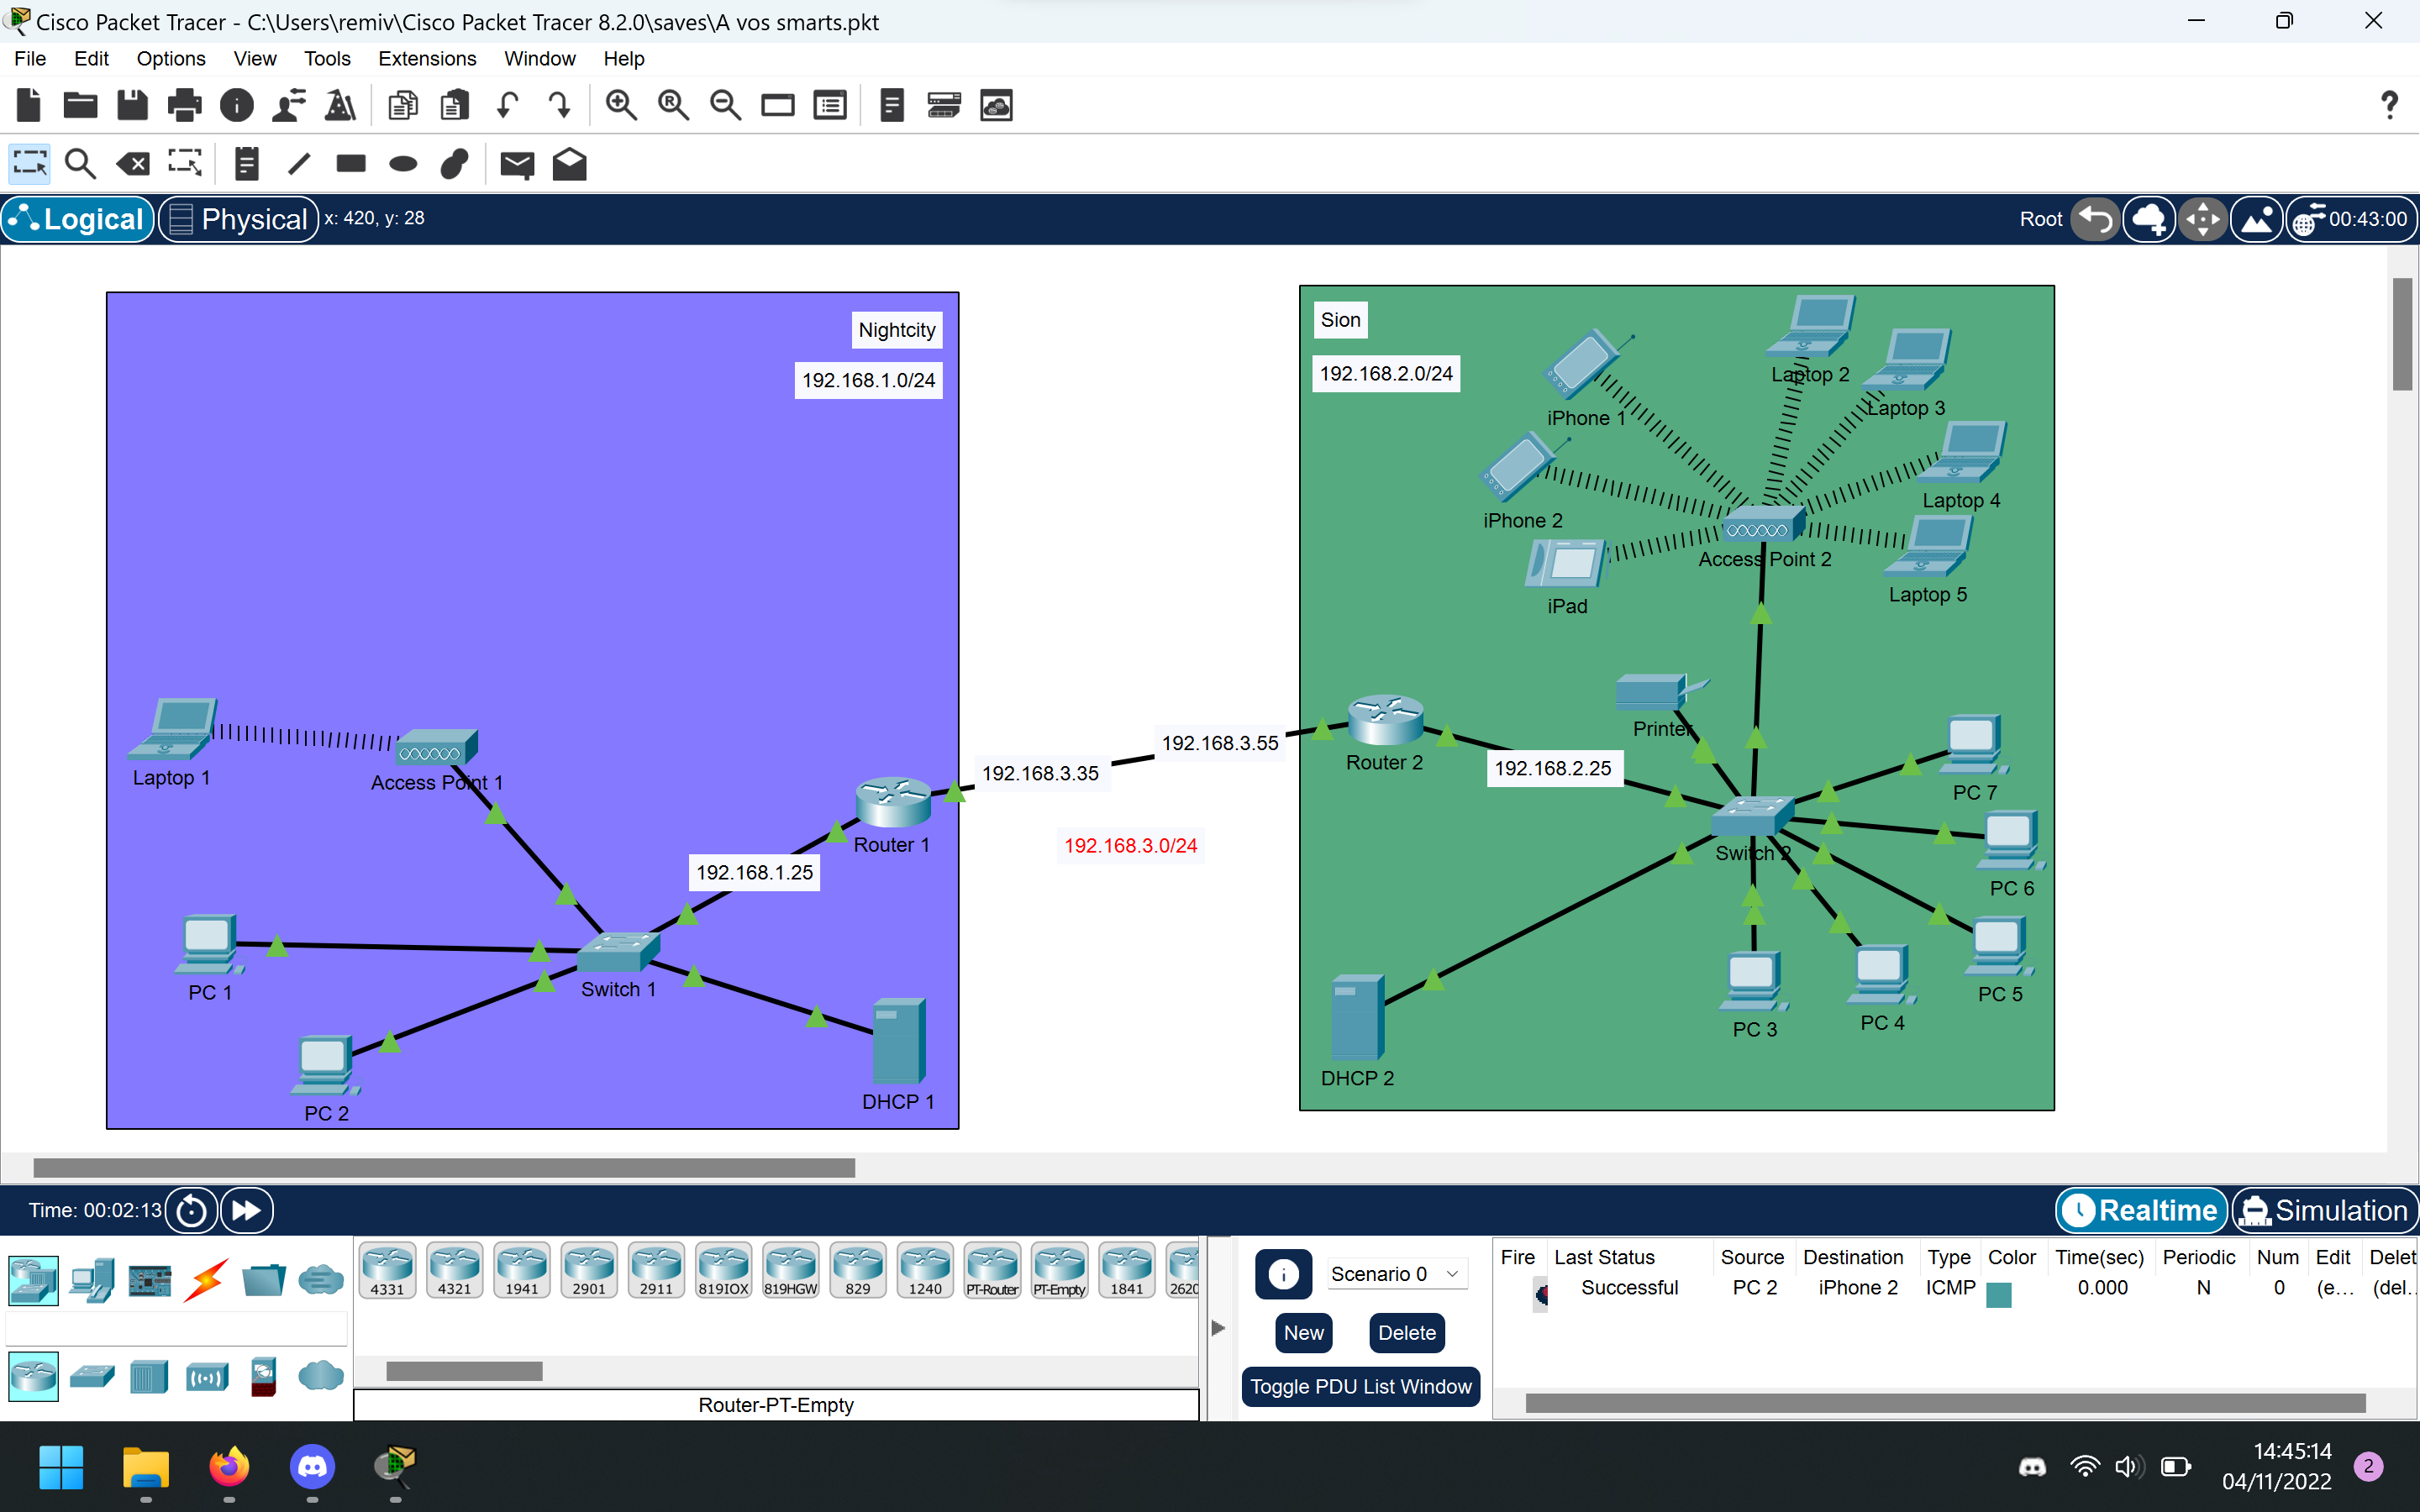 Cisco Packet Tracer - C:\Users\remiv\Cisco Packet Tracer 8.2.0\saves\A vos smarts.pkt
File Edit Options View Tools Extensions Window Help
Logical Physical x: 420, y: 28 Root 00:43:00
Nightcity
192.168.1.0/24
Laptop 1
Access Point 1
Router 1
192.168.1.25
PC 1
Switch 1
PC 2
DHCP 1
192.168.3.35
192.168.3.55
192.168.3.0/24
Sion
192.168.2.0/24
Laptop 2
iPhone 1
Laptop 3
Laptop 4
iPhone 2
Access Point 2
Laptop 5
iPad
Printer
Router 2
192.168.2.25
PC 7
Switch 2
PC 6
PC 5
PC 4
PC 3
DHCP 2
Time: 00:02:13 Realtime Simulation
4331 4321 1941 2901 2911 819IOX 819HGW 829 1240 PT-Router PT-Empty 1841 2620
Router-PT-Empty
Scenario 0
New Delete
Toggle PDU List Window
Fire Last Status Source Destination Type Color Time(sec) Periodic Num Edit Delet
Successful PC 2 iPhone 2 ICMP 0.000 N 0 (e... (del...
14:45:14
04/11/2022
2